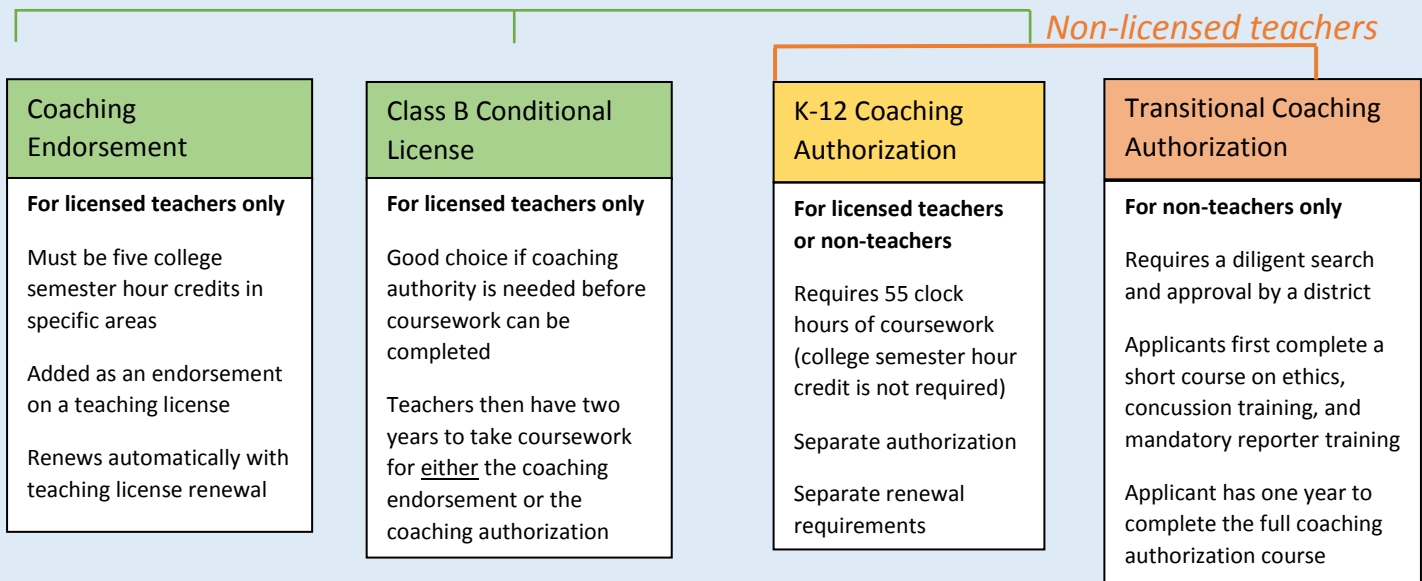 Non-licensed teachers
Coaching
Endorsement
For licensed teachers only
Must be five college
semester hour credits in
specific areas
Added as an endorsement
on a teaching license
Renews automatically with
teaching license renewal
Class B Conditional
License
For licensed teachers only
Good choice if coaching
authority is needed before
coursework can be
completed
Teachers then have two
years to take coursework
for either the coaching
endorsement or the
coaching authorization
K-12 Coaching
Authorization
For licensed teachers
or non-teachers
Requires 55 clock
hours of coursework
(college semester hour
credit is not required)
Separate authorization
Separate renewal
requirements
Transitional Coaching
Authorization
For non-teachers only
Requires a diligent search
and approval by a district
Applicants first complete a
short course on ethics,
concussion training, and
mandatory reporter training
Applicant has one year to
complete the full coaching
authorization course